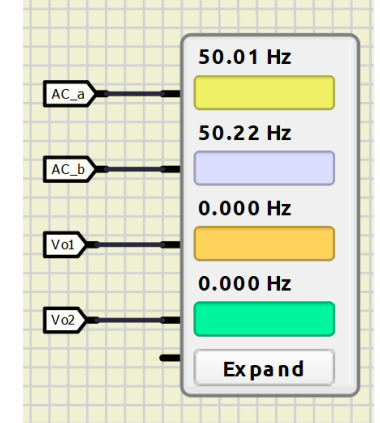 50.01 Hz
AC_a
50.22 Hz
AC_b
0.000 Hz
Vo1
0.000 Hz
Vo2
Expand